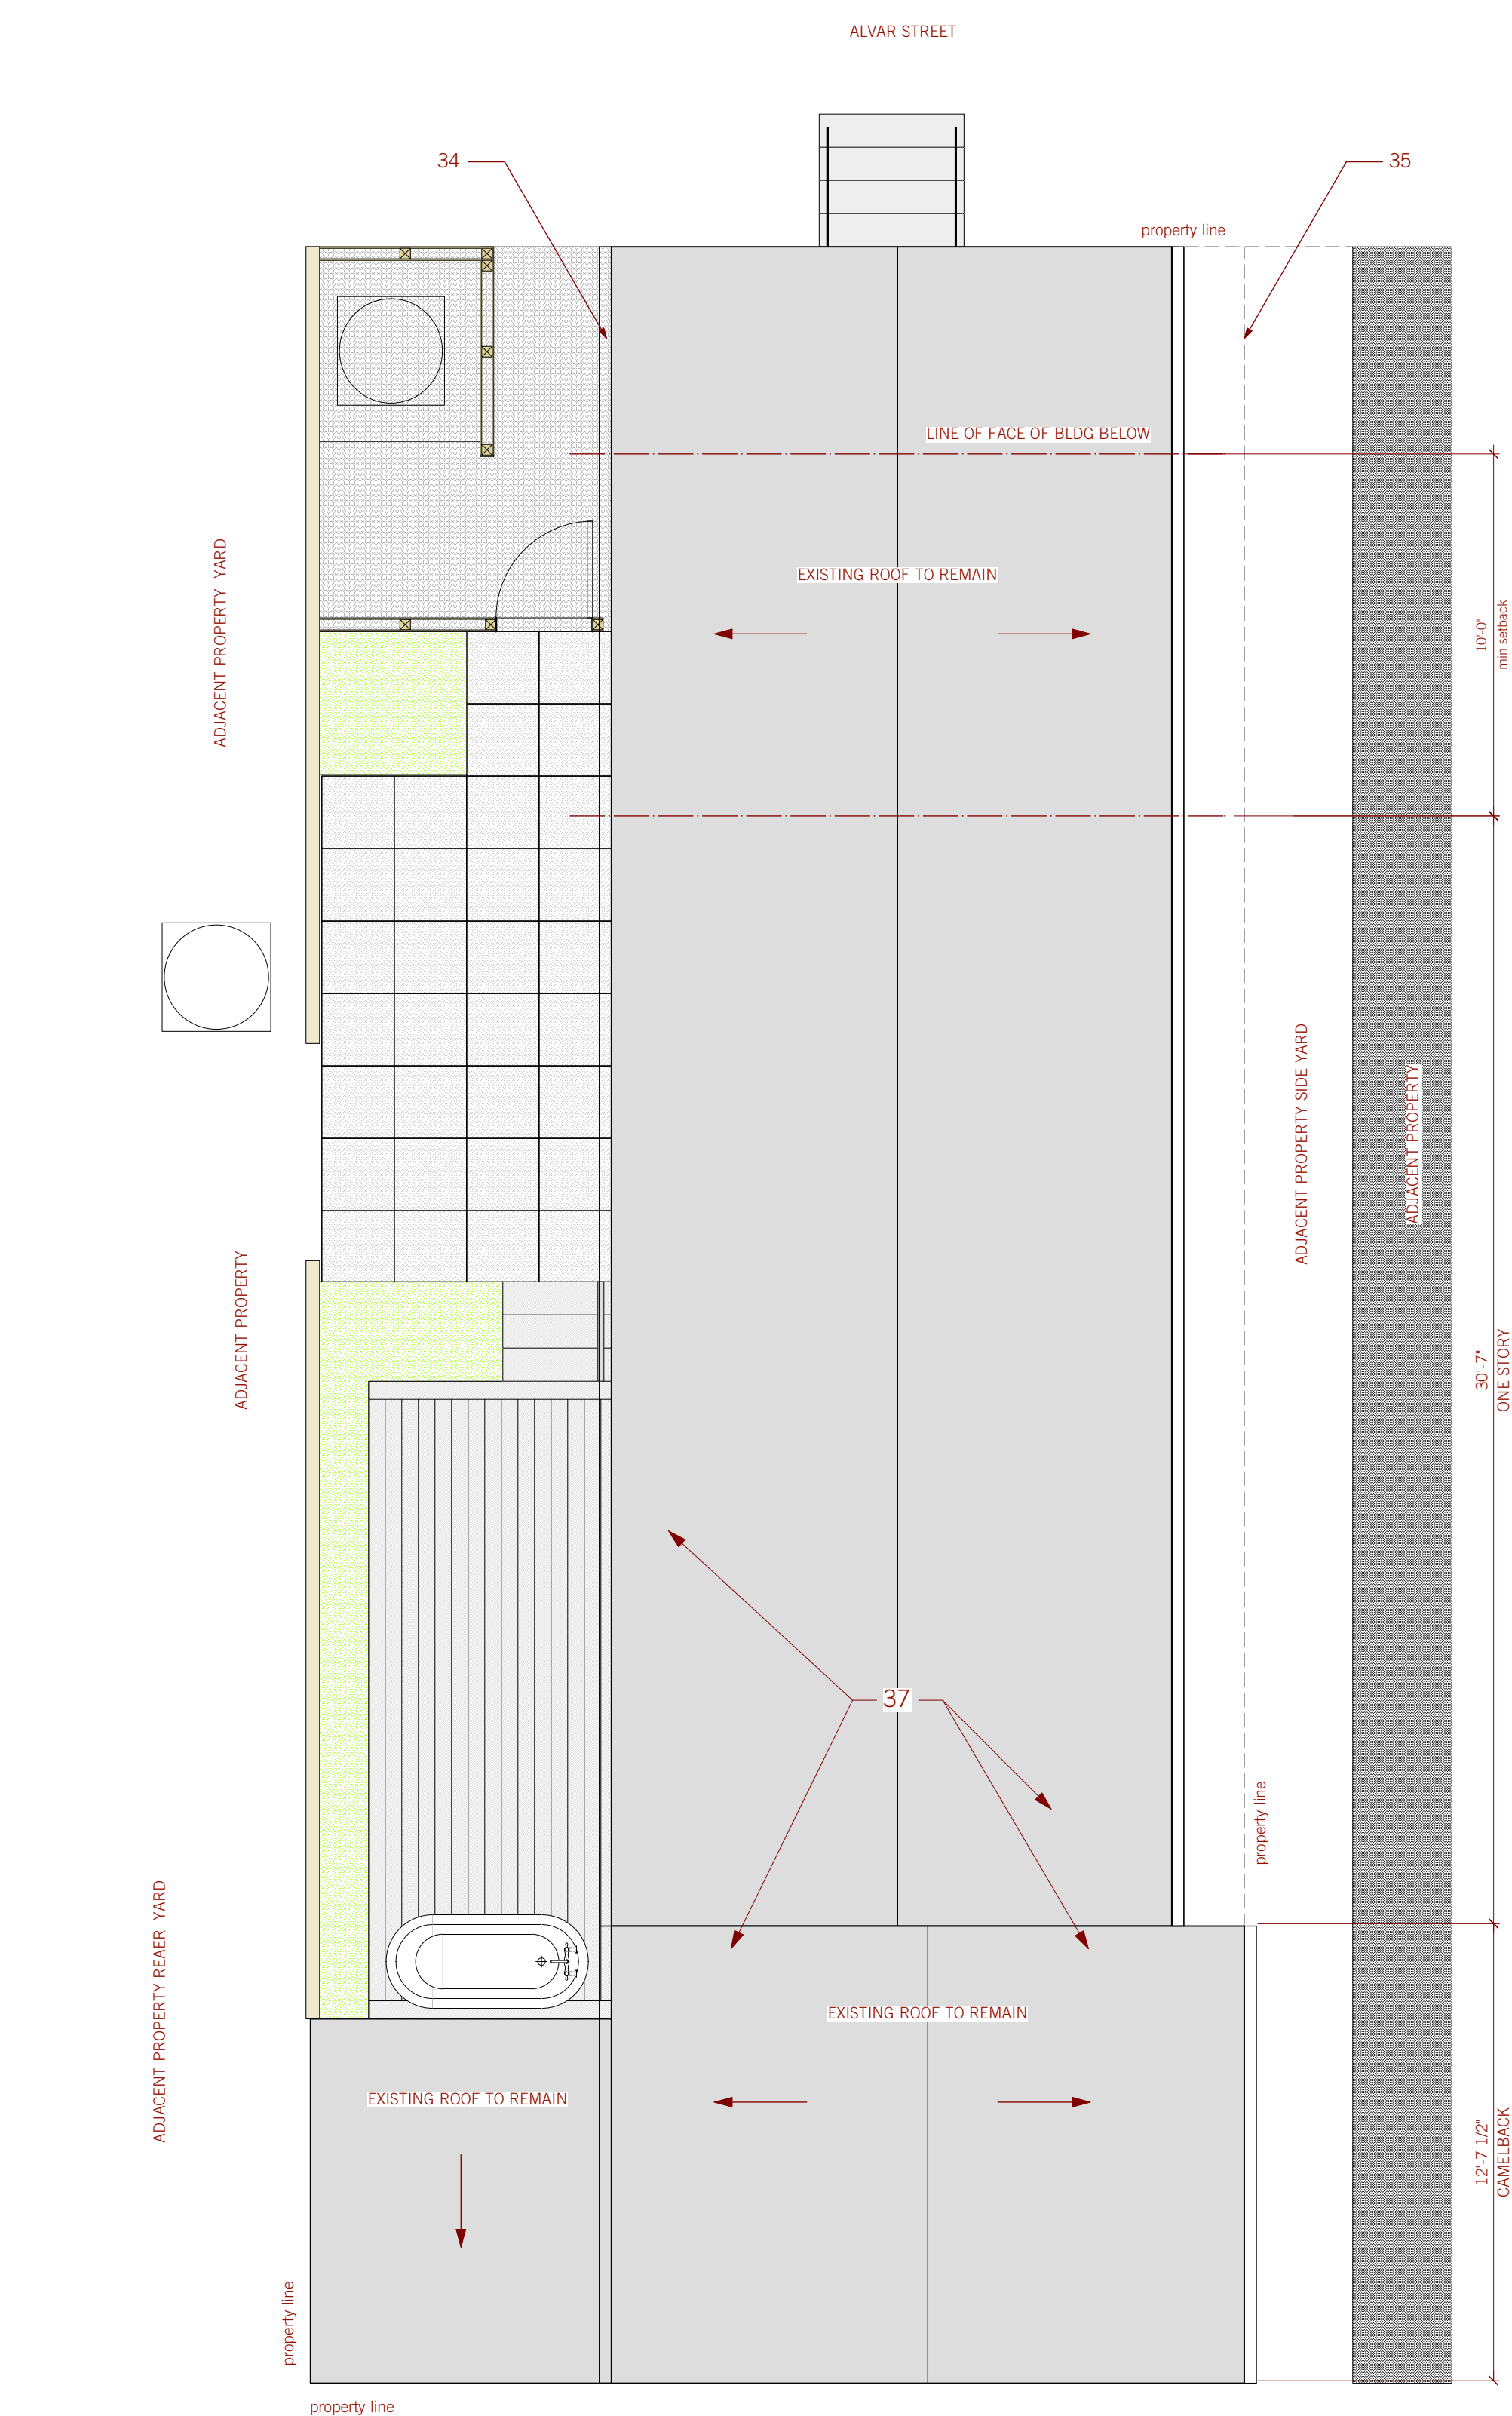 ALVAR STREET
34
35
property line
LINE OF FACE OF BLDG BELOW
EXISTING ROOF TO REMAIN
ADJACENT PROPERTY YARD
10'-0"
min setback
ADJACENT PROPERTY SIDE YARD
ADJACENT PROPERTY
ADJACENT PROPERTY
30'-7"
ONE STORY
37
property line
ADJACENT PROPERTY REAER YARD
EXISTING ROOF TO REMAIN
EXISTING ROOF TO REMAIN
12'-7 1/2"
CAMELBACK
property line
property line